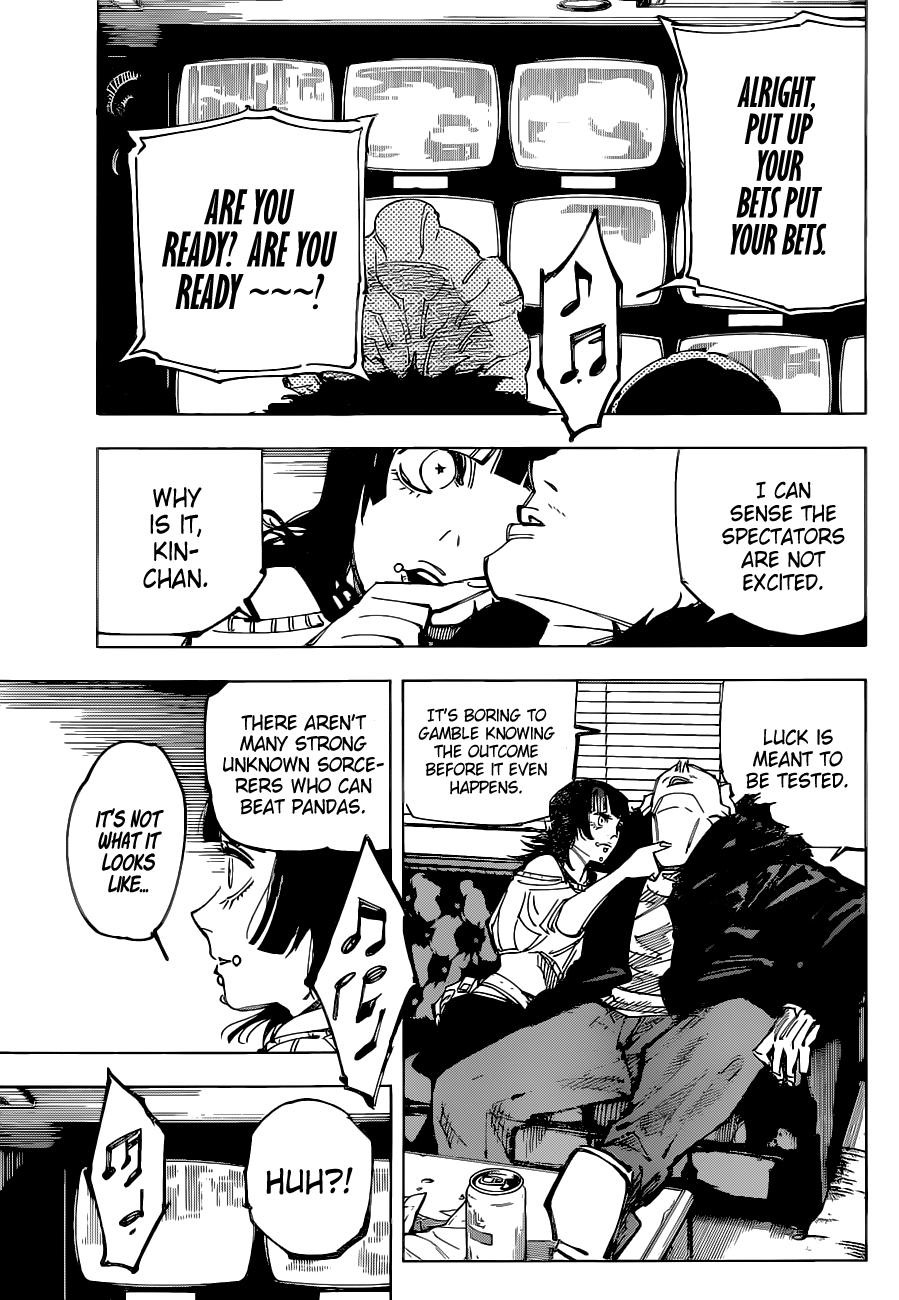 ALRIGHT,
PUT UP
YOUR
BETS PUT
YOUR BETS.
ARE YOU
READY? ARE YOU
READY ~~~?
I CAN
SENSE THE
SPECTATORS
ARE NOT
EXCITED.
WHY
IS IT,
KIN-
CHAN.
LUCK IS
MEANT TO
BE TESTED.
IT'S BORING TO
GAMBLE KNOWING
THE OUTCOME
BEFORE IT EVEN
HAPPENS.
THERE AREN'T
MANY STRONG
UNKNOWN SORCE-
RERS WHO CAN
BEAT PANDAS.
IT'S NOT
WHAT IT
LOOKS
LIKE...
HUH?!